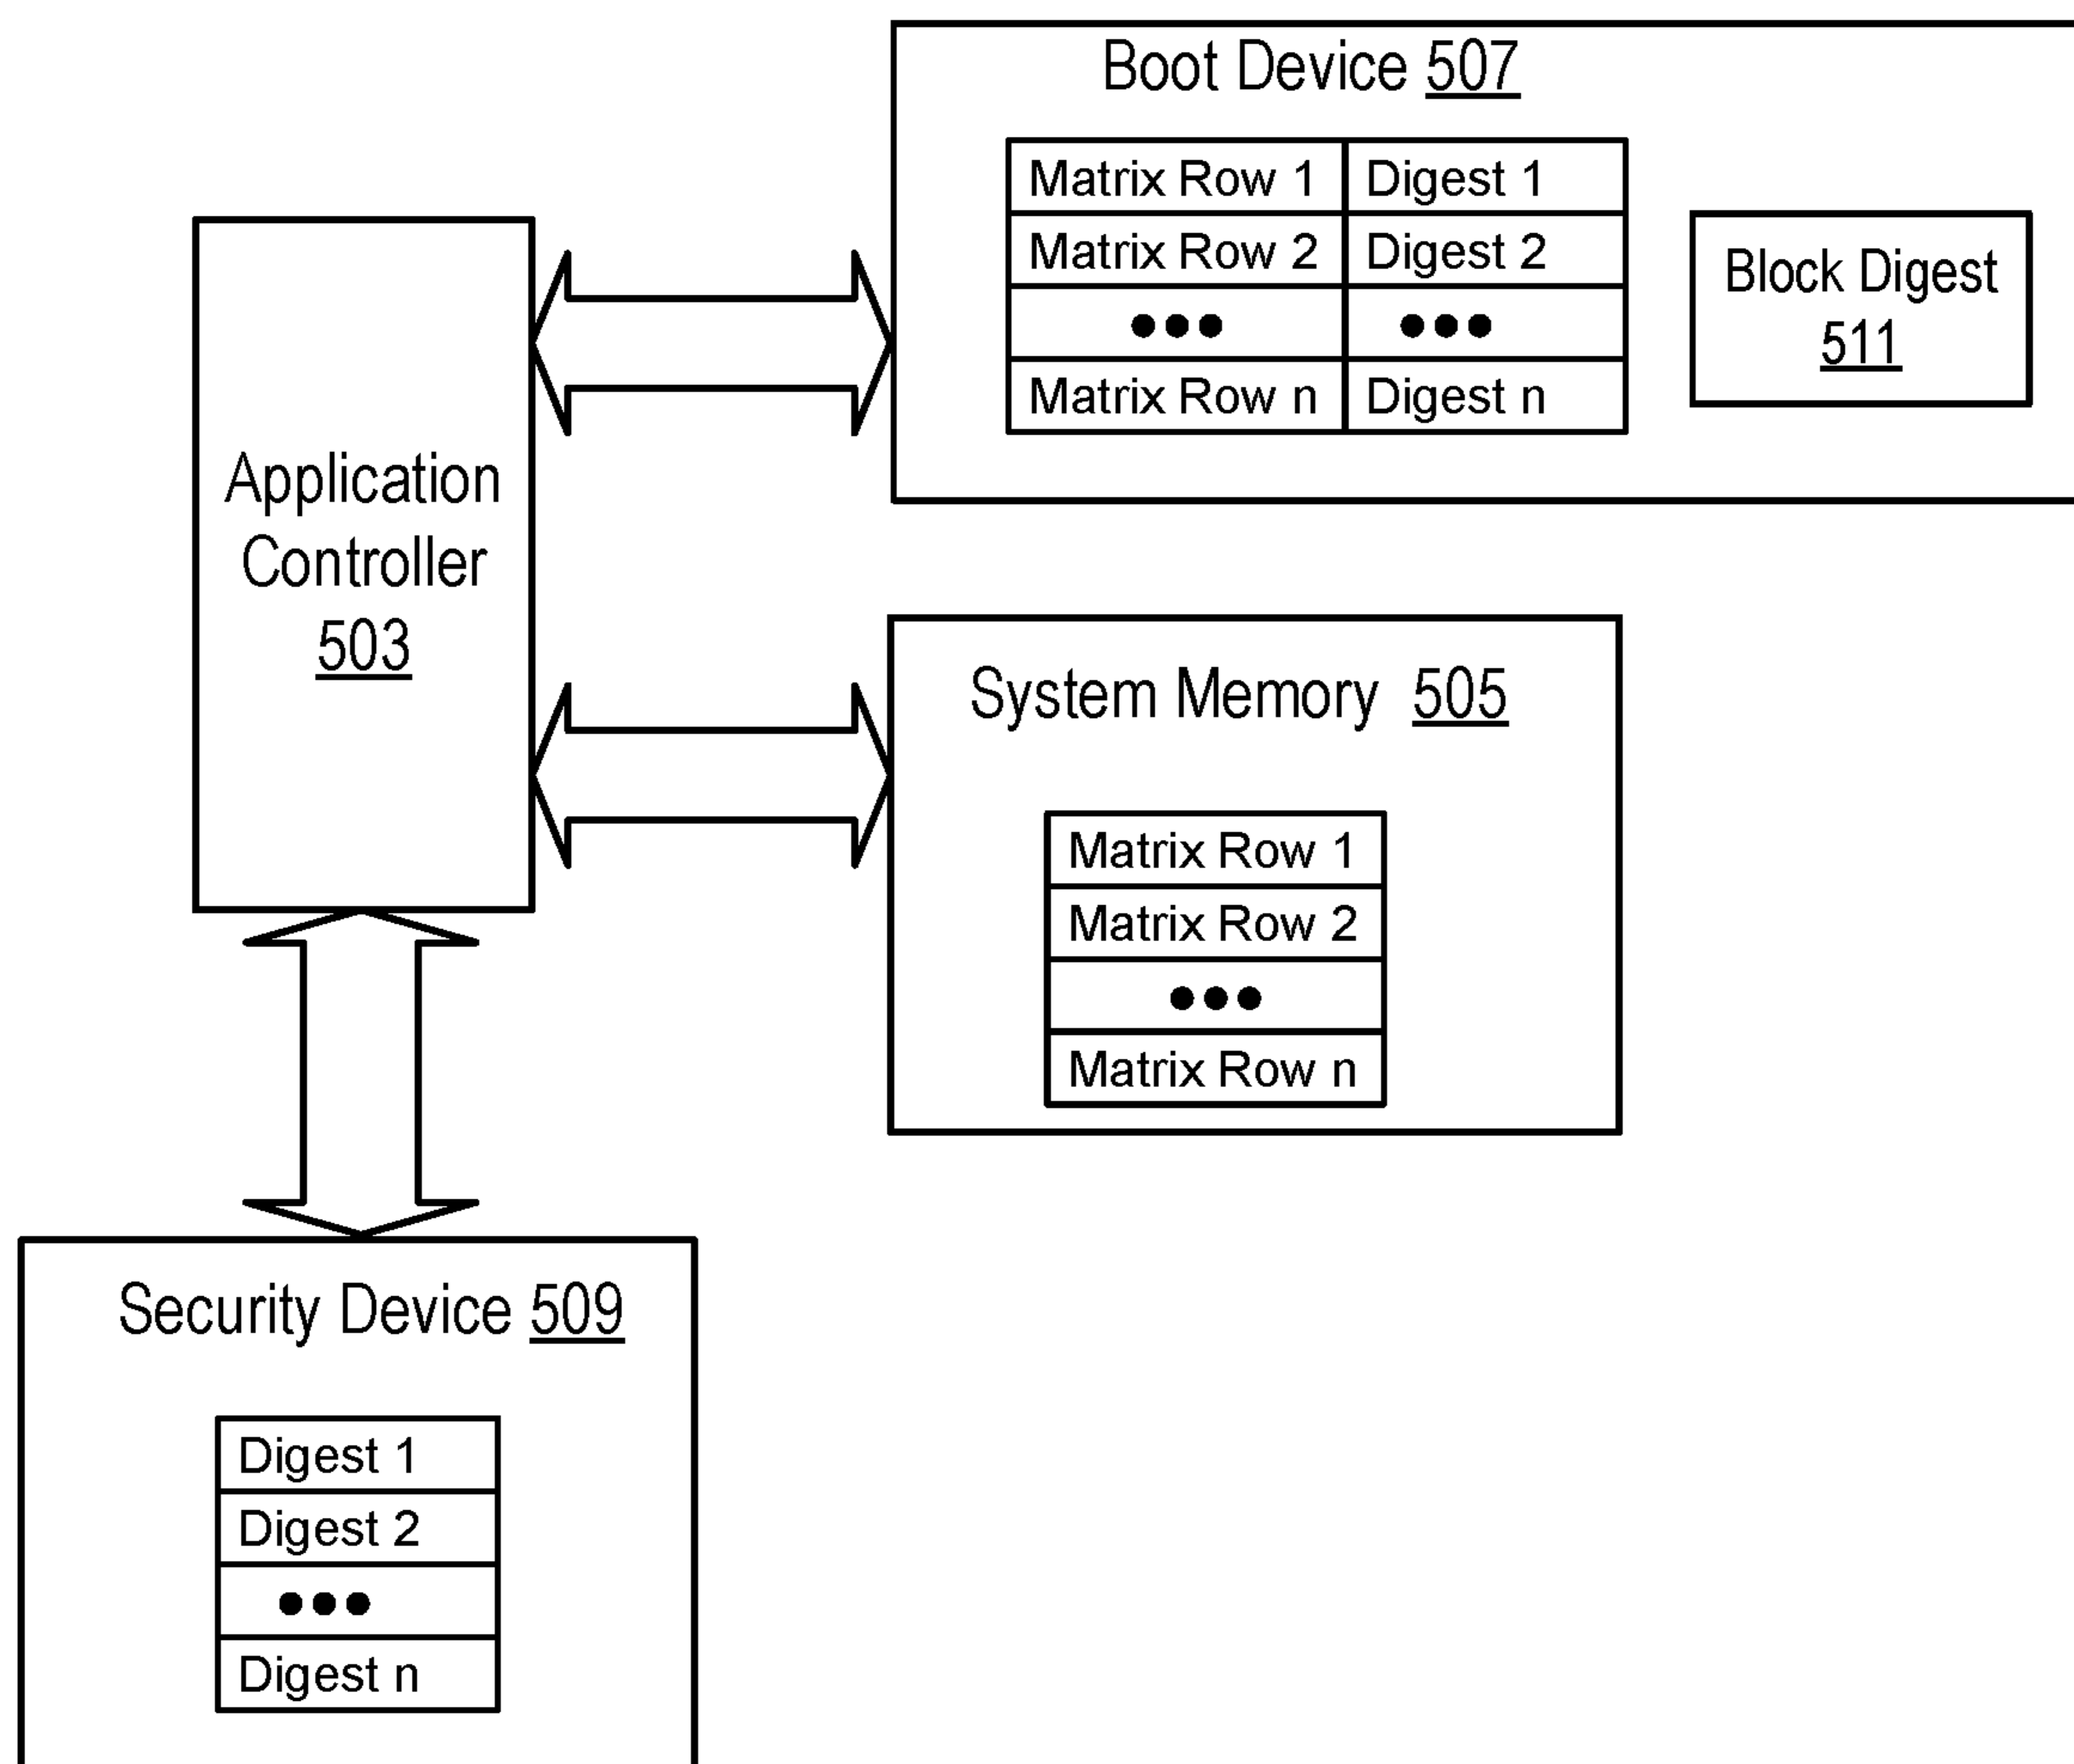 Boot Device 507
Matrix Row 1 Digest 1
Matrix Row 2 Digest 2
●●● ●●●
Matrix Row n Digest n
Block Digest
511
Application
Controller
503
System Memory 505
Matrix Row 1
Matrix Row 2
●●●
Matrix Row n
Security Device 509
Digest 1
Digest 2
●●●
Digest n